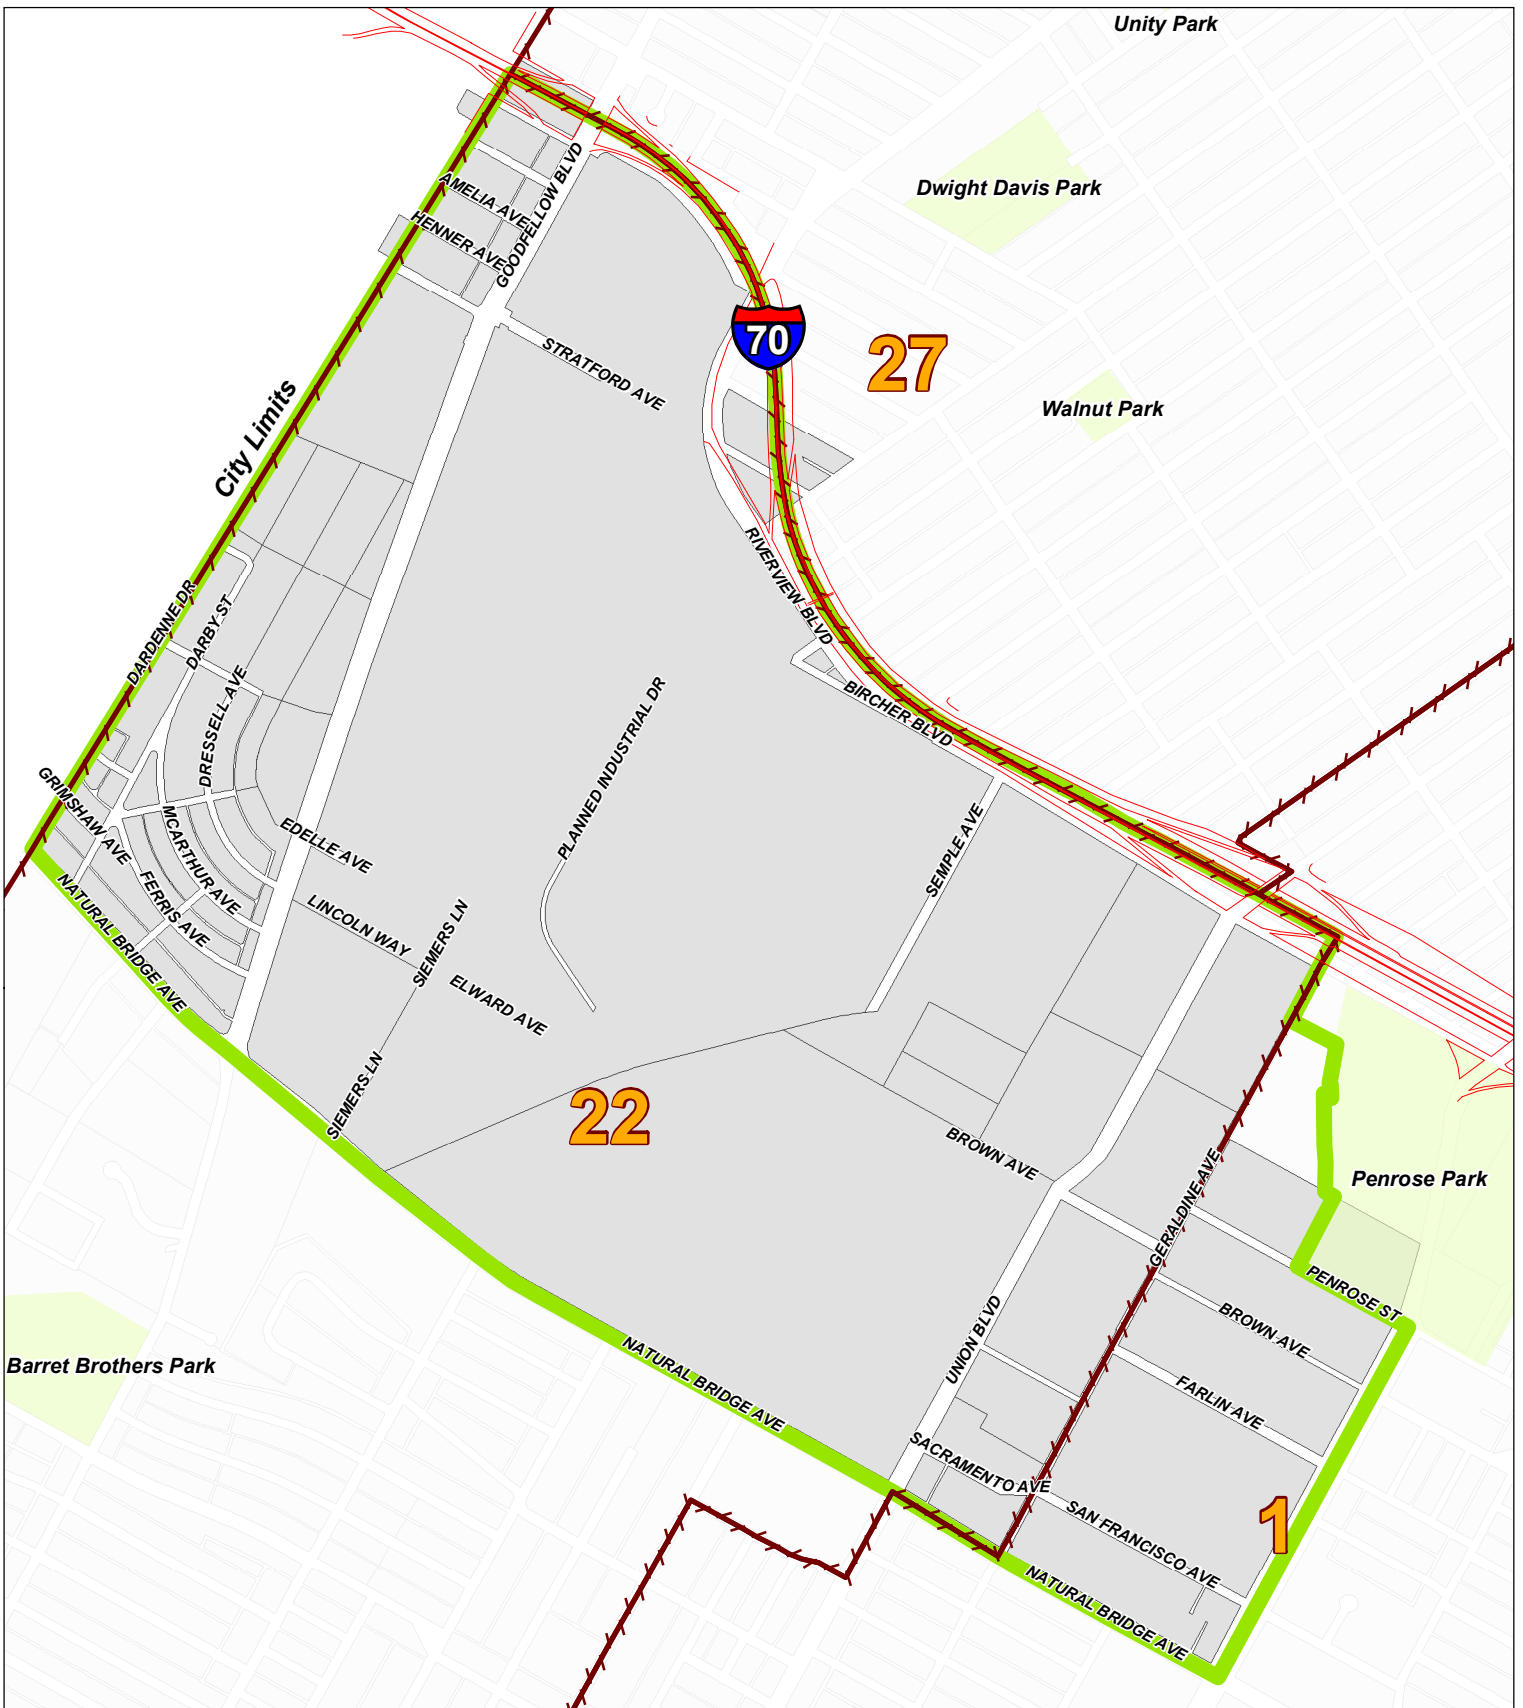 Unity Park
Dwight Davis Park
AMELIA AVE
HENNER AVE
GOODFELLOW BLVD
70
27
STRATFORD AVE
Walnut Park
City Limits
RIVERVIEW BLVD
DARDENNE DR
DARBY ST
DRESSELL AVE
BIRCHER BLVD
PLANNED INDUSTRIAL DR
GRIMSHAW AVE
MCARTHUR AVE
EDELLE AVE
SEMPLE AVE
FERRIS AVE
NATURAL BRIDGE AVE
LINCOLN WAY
SIEMERS LN
ELWARD AVE
SIEMERS LN
22
BROWN AVE
GERALDINE AVE
Penrose Park
PENROSE ST
BROWN AVE
UNION BLVD
Barret Brothers Park
NATURAL BRIDGE AVE
FARLIN AVE
SACRAMENTO AVE
SAN FRANCISCO AVE
1
NATURAL BRIDGE AVE